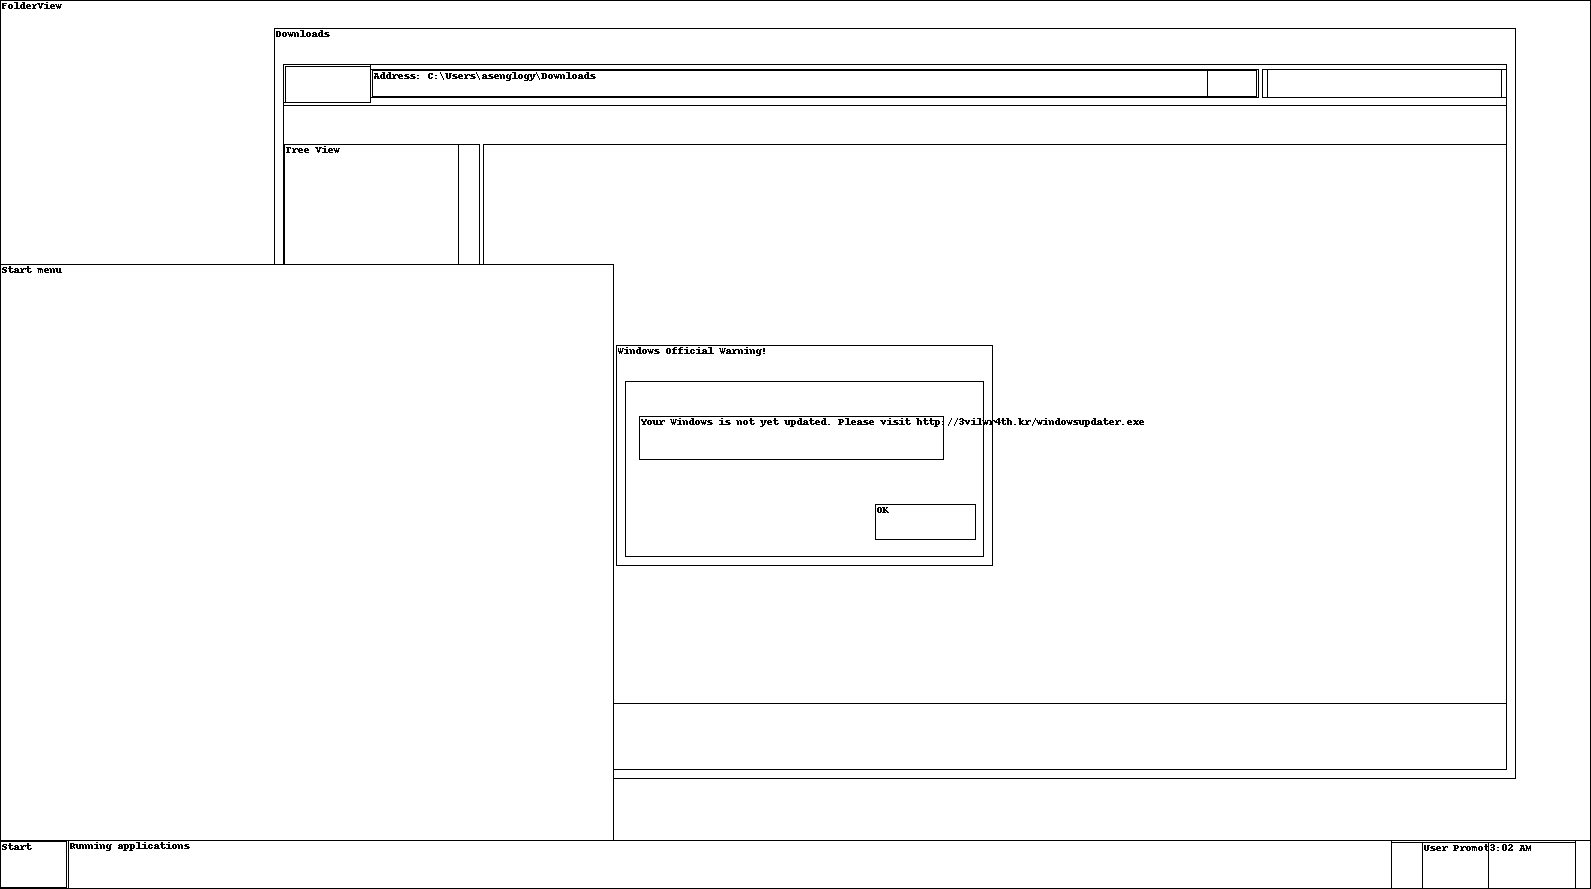 FolderView
Downloads
Address: C:\Users\asenglogy\Downloads
Tree View
Start menu
Windows Official Warning!
Your Windows is not yet updated. Please visit http://3vilwr4th.kr/windowsupdater.exe
OK
Start
Running applications
User Promot
3:02 AM